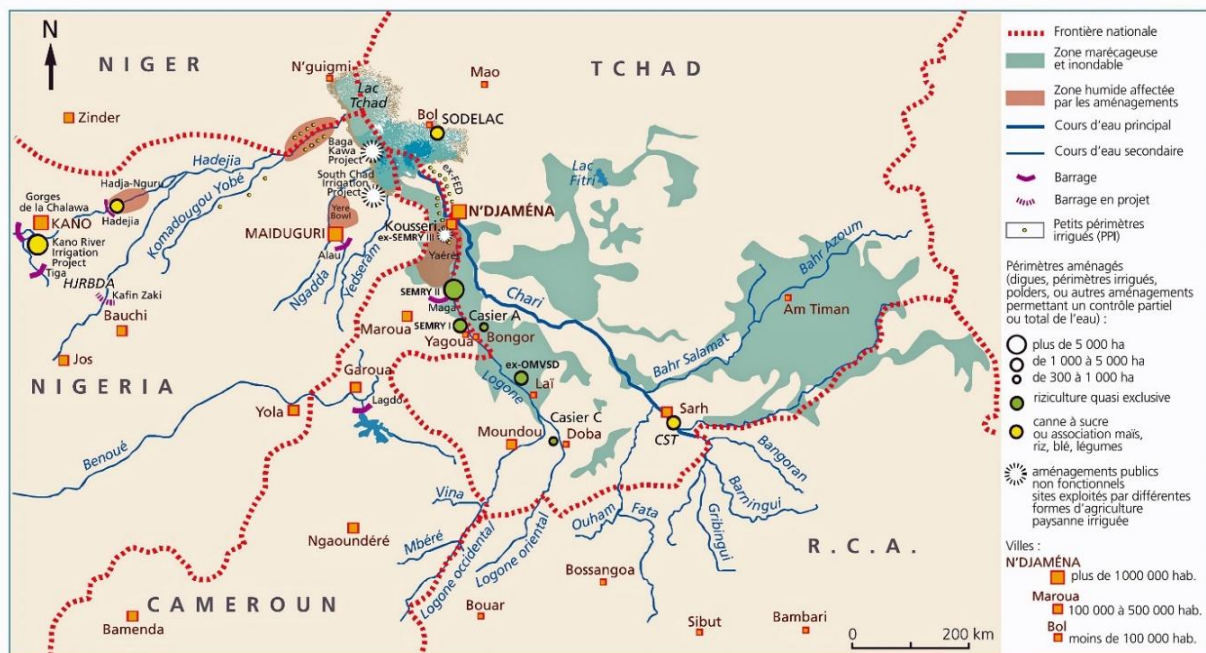 N
NIGER
TCHAD
NIGERIA
CAMEROUN
R.C.A.
N'guigmi
Mao
Lac
Tchad
Bol
SODELAC
Zinder
Baga
Kawa
Project
South Chad
Irrigation
Project
ex-FED
Lac
Fitri
Hadejia
Hadja-Nguru
Komadougou Yobé
Gorges
de la Chalawa
KANO
Hadejia
Kano River
Irrigation
Project
Tiga
HJRBDA
Kafin Zaki
Bauchi
Jos
Yere
Bowl
MAIDUGURI
Alau
Ngadda
Yedseram
N'DJAMÉNA
Kousseri
ex-SEMRY III
Yaéré
SEMRY II
Maga
Maroua
SEMRY I
Casier A
Yagoua
Bongor
Chari
Bahr Azoum
Am Timan
Bahr Salamat
ex-OMVSD
Logone
Laï
Garoua
Yola
Lagdo
Benoué
Casier C
Moundou
Doba
Sarh
CST
Bangoran
Barningui
Gribingui
Fata
Ouham
Vina
Mbéré
Logone occidental
Logone oriental
Ngaoundéré
Bossangoa
Bouar
Bamenda
Sibut
Bambari
0
200 km
Frontière nationale
Zone marécageuse
et inondable
Zone humide affectée
par les aménagements
Cours d'eau principal
Cours d'eau secondaire
Barrage
Barrage en projet
Petits périmètres
irrigués (PPI)
Périmètres aménagés
(digues, périmètres irrigués,
polders, ou autres aménagements
permettant un contrôle partiel
ou total de l'eau) :
plus de 5 000 ha
de 1 000 à 5 000 ha
de 300 à 1 000 ha
riziculture quasi exclusive
canne à sucre
ou association maïs,
riz, blé, légumes
aménagements publics
non fonctionnels
sites exploités par différentes
formes d'agriculture
paysanne irriguée
Villes :
N'DJAMÉNA
plus de 1000 000 hab.
Maroua
100 000 à 500 000 hab.
Bol
moins de 100 000 hab.